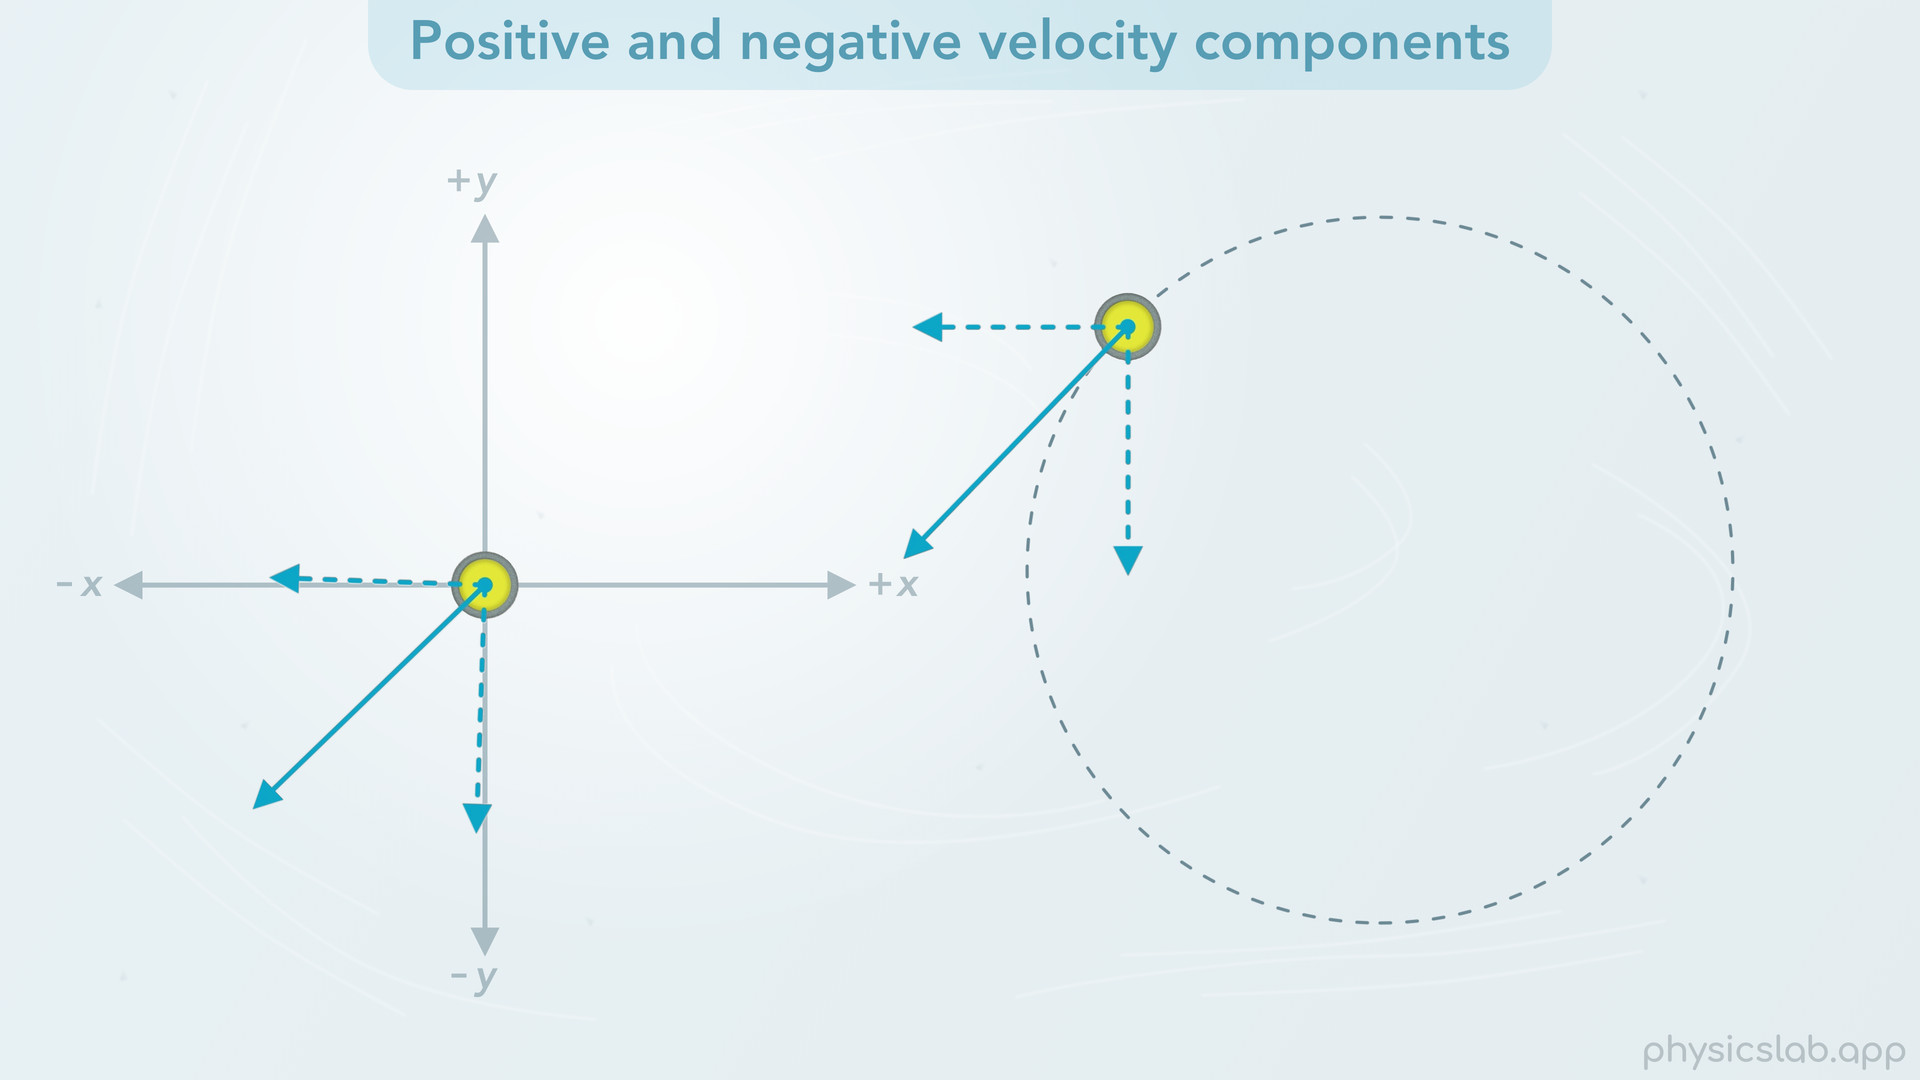 Positive and negative velocity components
+y
-x
+x
-y
physicslab.app